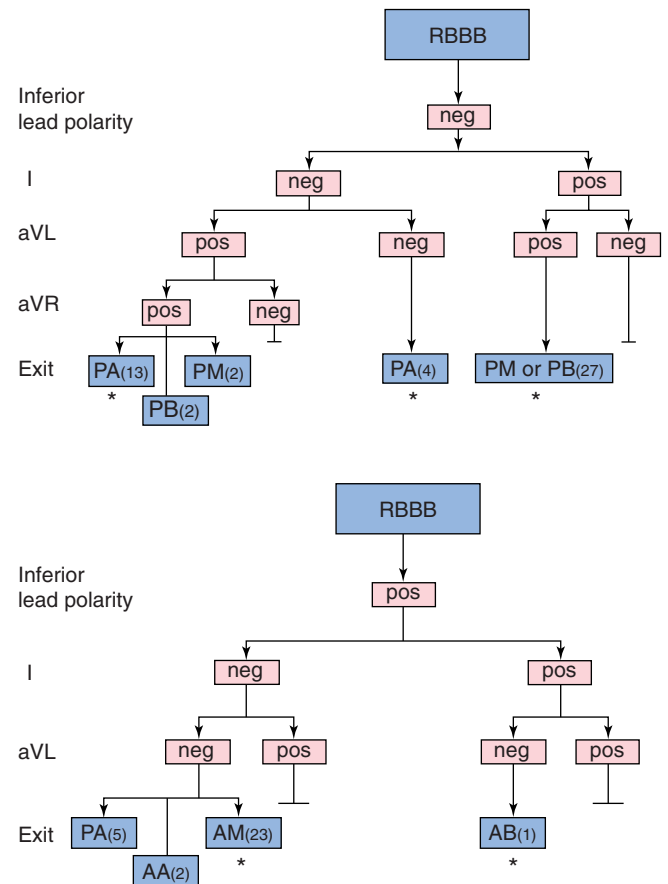 RBBB
Inferior
lead polarity
neg
I
neg
pos
aVL
pos
neg
pos
neg
aVR
pos
neg
Exit
PA(13)
PM(2)
PA(4)
PM or PB(27)
*
*
*
PB(2)
RBBB
Inferior
lead polarity
pos
I
neg
pos
aVL
neg
pos
neg
pos
Exit
PA(5)
AM(23)
AB(1)
*
*
AA(2)